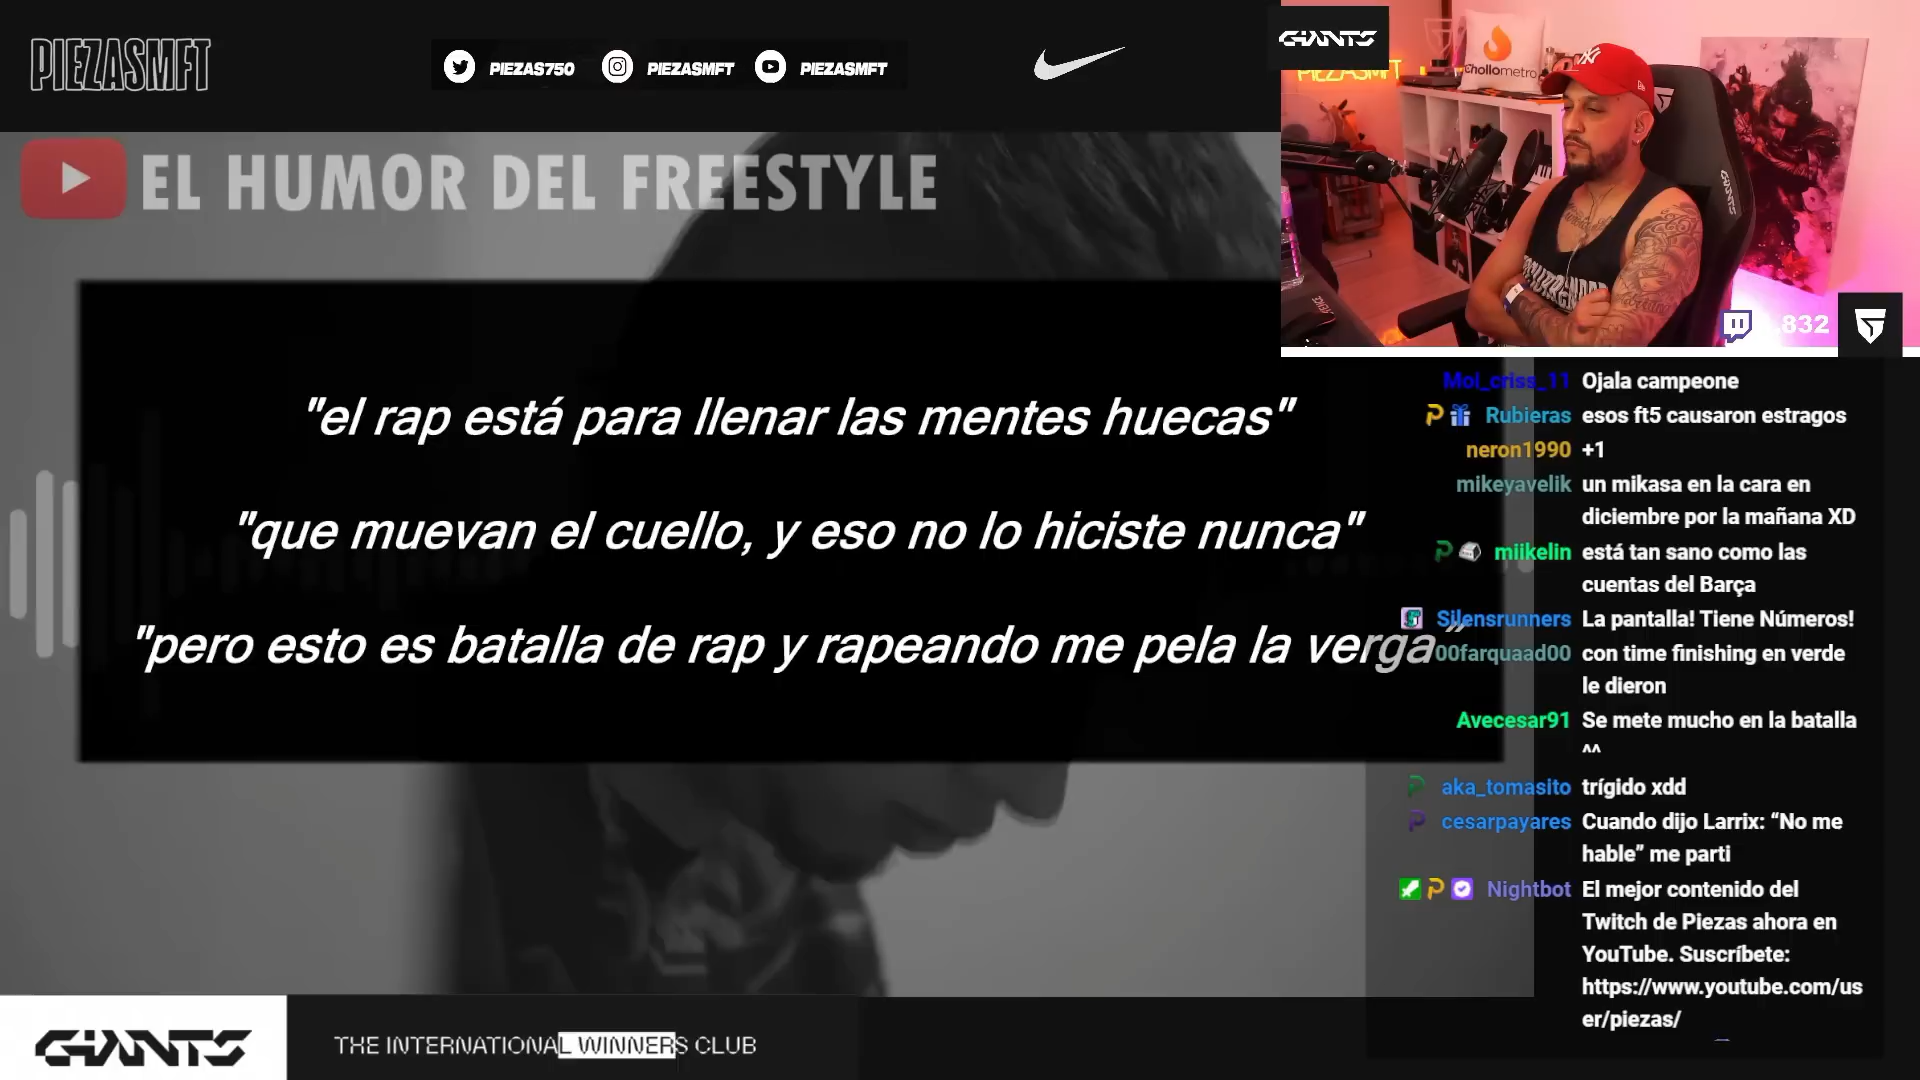 PIEZASMFT
PIEZAS750
PIEZASMFT
PIEZASMFT
GIANTS
PIEZASMFT
Chollometro
EL HUMOR DEL FREESTYLE
"el rap está para llenar las mentes huecas"
"que muevan el cuello, y eso no lo hiciste nunca"
"pero esto es batalla de rap y rapeando me pela la verga"
832
Moi_criss_11 Ojala campeone
Rubieras esos ft5 causaron estragos
neron1990 +1
mikeyavelik un mikasa en la cara en
diciembre por la mañana XD
miikelin está tan sano como las
cuentas del Barça
Silensrunners La pantalla! Tiene Números!
00farquaad00 con time finishing en verde
le dieron
Avecesar91 Se mete mucho en la batalla
^^
aka_tomasito trígido xdd
cesarpayares Cuando dijo Larrix: “No me
hable” me parti
Nightbot El mejor contenido del
Twitch de Piezas ahora en
YouTube. Suscríbete:
https://www.youtube.com/us
er/piezas/
GIANTS
THE INTERNATIONAL WINNERS CLUB